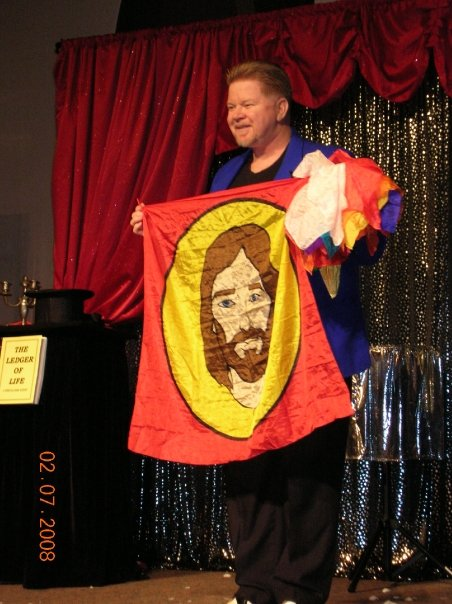 THE
LEDGER
OF
LIFE
02.07.2008